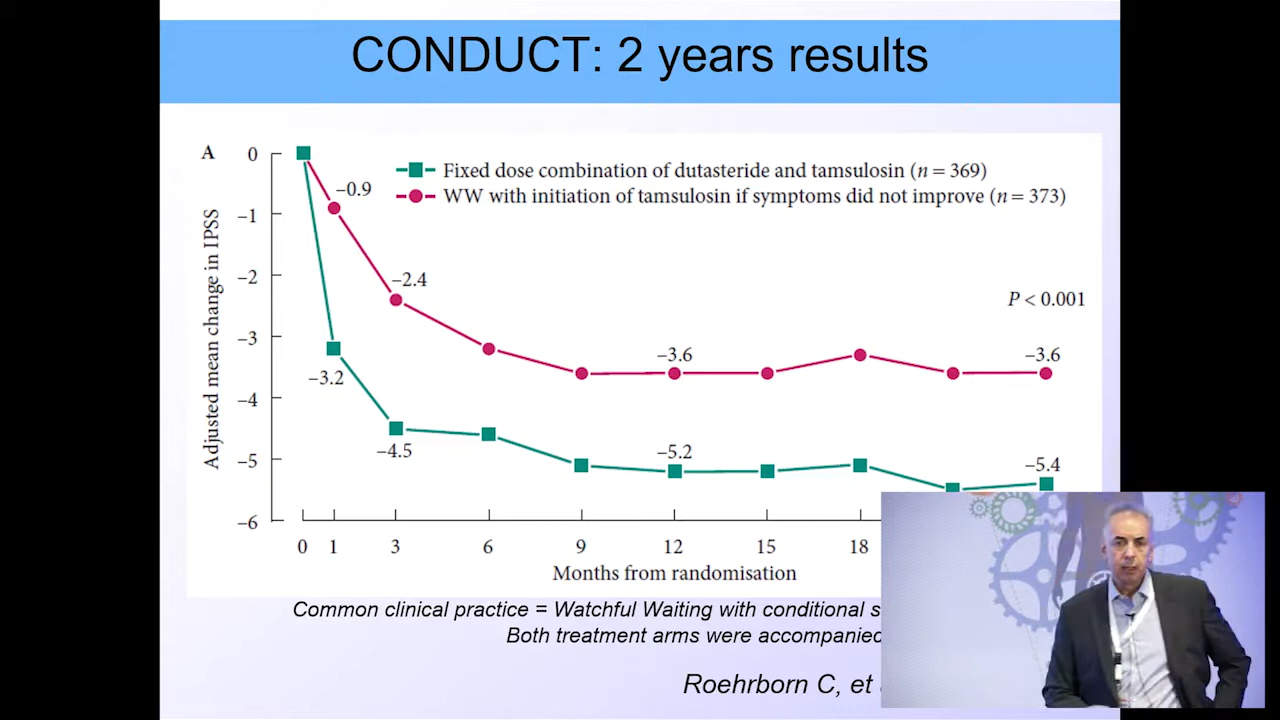 CONDUCT: 2 years results
A
Fixed dose combination of dutasteride and tamsulosin (n = 369)
WW with initiation of tamsulosin if symptoms did not improve (n = 373)
Adjusted mean change in IPSS
0
−1
−2
−3
−4
−5
−6
−0.9
−2.4
−3.6
−3.6
P < 0.001
−3.2
−4.5
−5.2
−5.4
0 1 3 6 9 12 15 18
Months from randomisation
Common clinical practice = Watchful Waiting with conditional
Both treatment arms were accompanied
Roehrborn C, et